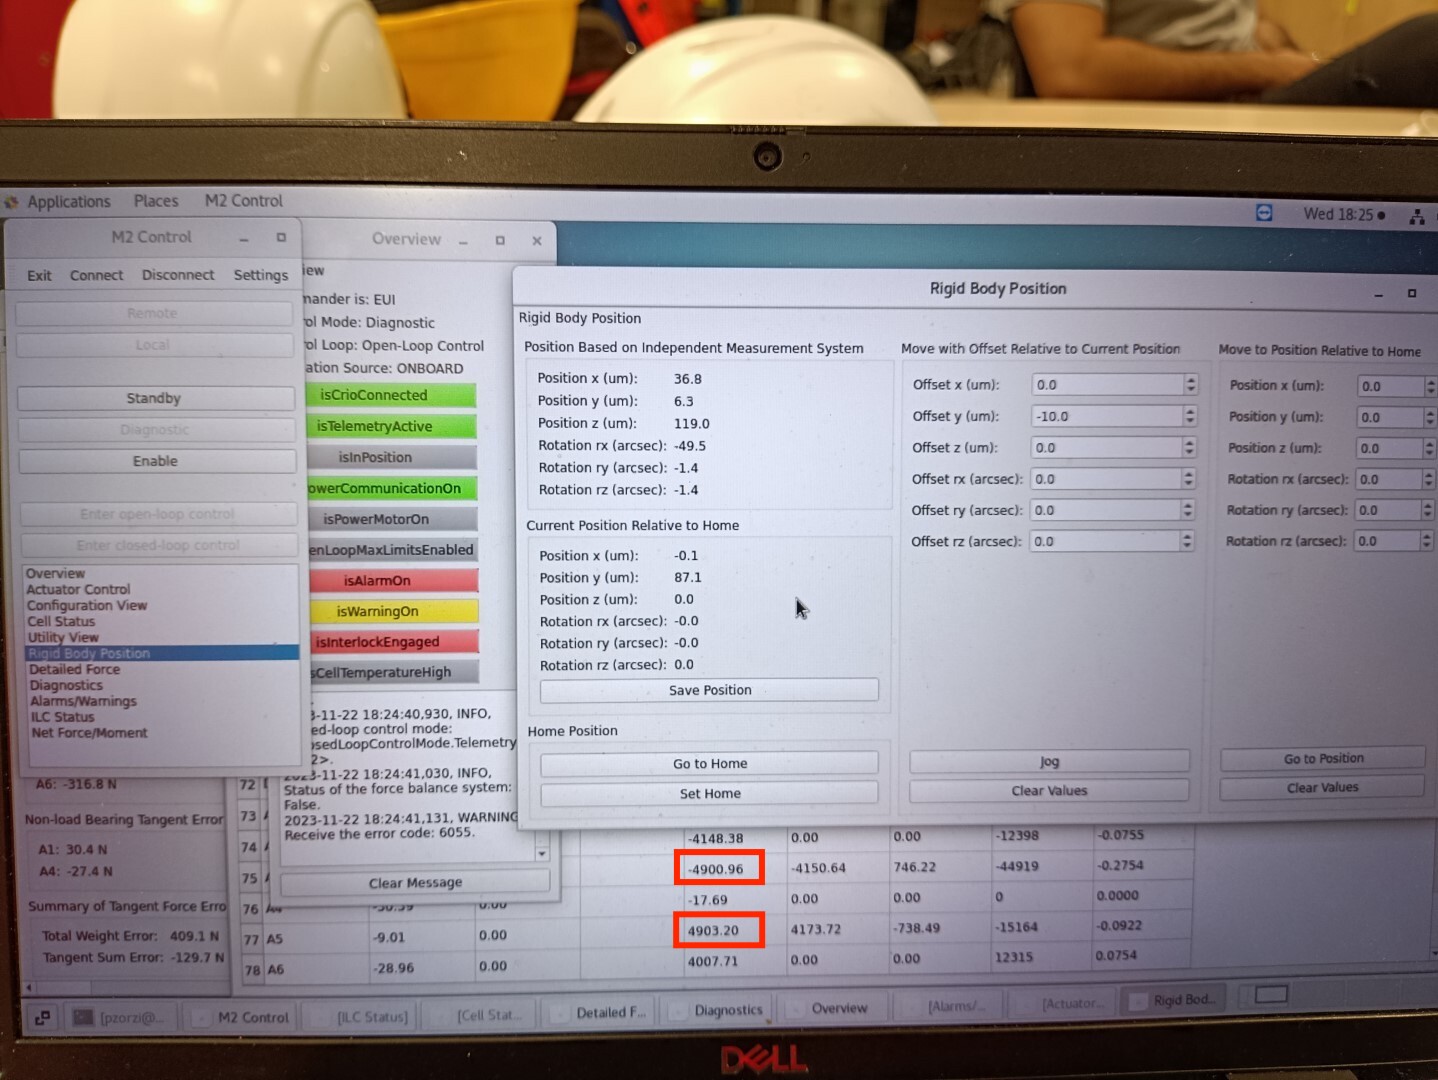 Applications Places M2 Control
Wed 18:25
M2 Control
Exit Connect Disconnect Settings
Remote
Local
Standby
Diagnostic
Enable
Enter open-loop control
Enter closed-loop control
Overview
Actuator Control
Configuration View
Cell Status
Utility View
Rigid Body Position
Detailed Force
Diagnostics
Alarms/Warnings
ILC Status
Net Force/Moment
A6: -316.8 N
Non-load Bearing Tangent Error
A1: 30.4 N
A4: -27.4 N
Summary of Tangent Force Erro
Total Weight Error: 409.1 N
Tangent Sum Error: -129.7 N
Overview
iew
mander is: EUI
ol Mode: Diagnostic
ol Loop: Open-Loop Control
ation Source: ONBOARD
isCrioConnected
isTelemetryActive
isInPosition
owerCommunicationOn
isPowerMotorOn
enLoopMaxLimitsEnabled
isAlarmOn
isWarningOn
isInterlockEngaged
sCellTemperatureHigh
3-11-22 18:24:40,930, INFO,
ed-loop control mode:
osedLoopControlMode.Telemetry
2>.
2023-11-22 18:24:41,030, INFO,
Status of the force balance system:
False.
2023-11-22 18:24:41,131, WARNING
Receive the error code: 6055.
Clear Message
Rigid Body Position
Rigid Body Position
Position Based on Independent Measurement System
Position x (um): 36.8
Position y (um): 6.3
Position z (um): 119.0
Rotation rx (arcsec): -49.5
Rotation ry (arcsec): -1.4
Rotation rz (arcsec): -1.4
Current Position Relative to Home
Position x (um): -0.1
Position y (um): 87.1
Position z (um): 0.0
Rotation rx (arcsec): -0.0
Rotation ry (arcsec): -0.0
Rotation rz (arcsec): 0.0
Save Position
Home Position
Go to Home
Set Home
Move with Offset Relative to Current Position
Offset x (um): 0.0
Offset y (um): -10.0
Offset z (um): 0.0
Offset rx (arcsec): 0.0
Offset ry (arcsec): 0.0
Offset rz (arcsec): 0.0
Jog
Clear Values
Move to Position Relative to Home
Position x (um): 0.0
Position y (um): 0.0
Position z (um): 0.0
Rotation rx (arcsec): 0.0
Rotation ry (arcsec): 0.0
Rotation rz (arcsec): 0.0
Go to Position
Clear Values
72
73
74 -4148.38 0.00 0.00 -12398 -0.0755
75 -4900.96 -4150.64 746.22 -44919 -0.2754
76 A4 -30.39 0.00 -17.69 0.00 0.00 0 0.0000
77 A5 -9.01 0.00 4903.20 4173.72 -738.49 -15164 -0.0922
78 A6 -28.96 0.00 4007.71 0.00 0.00 12315 0.0754
[pzorzi@... M2 Control [ILC Status] [Cell Stat... Detailed F... Diagnostics Overview [Alarms/... [Actuator... Rigid Bod...
DELL